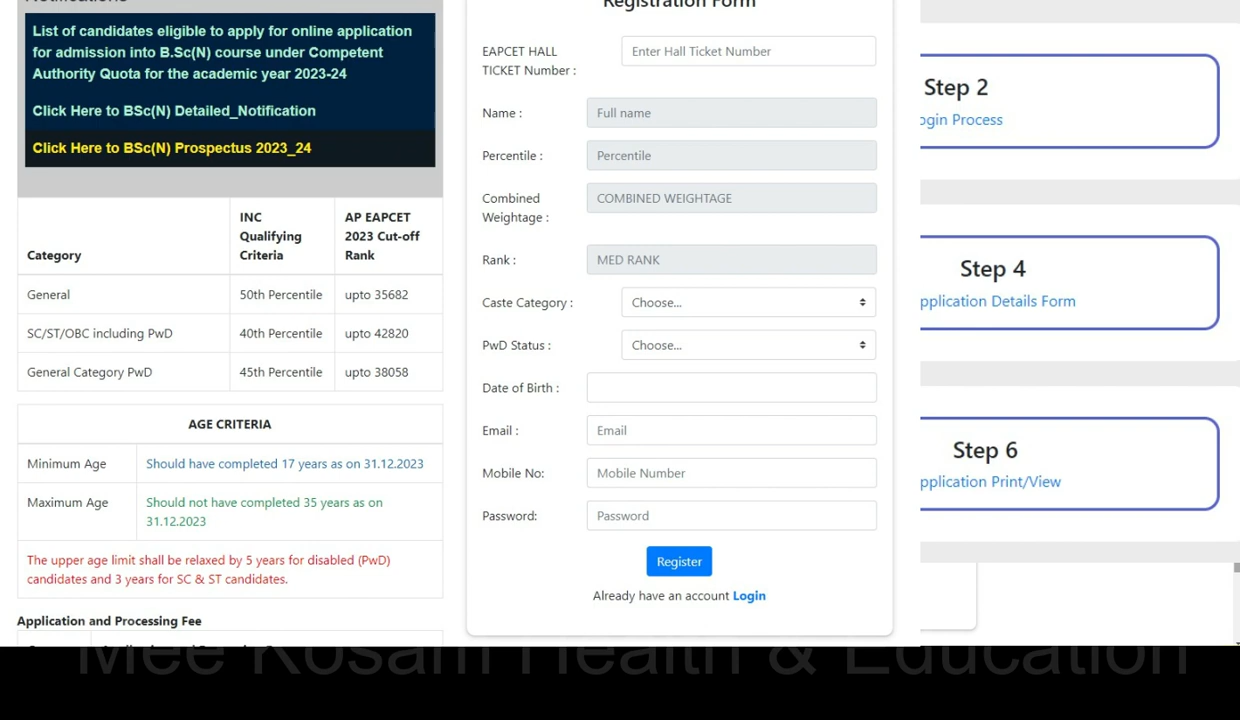 Notifications
List of candidates eligible to apply for online application
for admission into B.Sc(N) course under Competent
Authority Quota for the academic year 2023-24
Click Here to BSc(N) Detailed_Notification
Click Here to BSc(N) Prospectus 2023_24
Category
INC Qualifying Criteria
AP EAPCET 2023 Cut-off Rank
General 50th Percentile upto 35682
SC/ST/OBC including PwD 40th Percentile upto 42820
General Category PwD 45th Percentile upto 38058
AGE CRITERIA
Minimum Age Should have completed 17 years as on 31.12.2023
Maximum Age Should not have completed 35 years as on
31.12.2023
The upper age limit shall be relaxed by 5 years for disabled (PwD)
candidates and 3 years for SC & ST candidates.
Application and Processing Fee
Registration Form
EAPCET HALL Enter Hall Ticket Number
TICKET Number :
Name : Full name
Percentile : Percentile
Combined COMBINED WEIGHTAGE
Weightage :
Rank : MED RANK
Caste Category : Choose...
PwD Status : Choose...
Date of Birth :
Email : Email
Mobile No: Mobile Number
Password: Password
Register
Already have an account Login
Step 2
ogin Process
Step 4
pplication Details Form
Step 6
pplication Print/View
Mee Kosam Health & Education